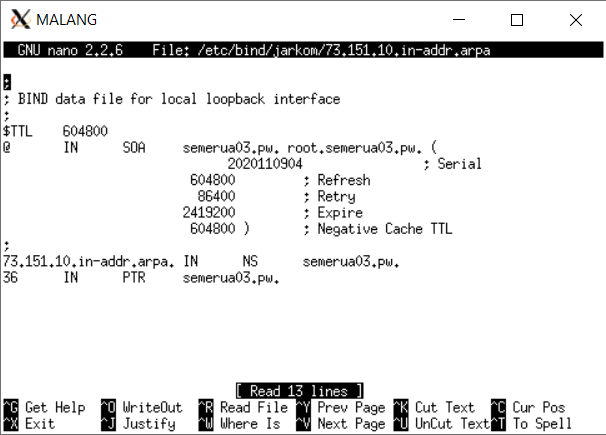 MALANG
GNU nano 2.2.6 File: /etc/bind/jarkom/73.151.10.in-addr.arpa
;
; BIND data file for local loopback interface
;
$TTL 604800
@ IN SOA semerua03.pw. root.semerua03.pw. (
2020110904 ; Serial
604800 ; Refresh
86400 ; Retry
2419200 ; Expire
604800 ) ; Negative Cache TTL
;
73.151.10.in-addr.arpa. IN NS semerua03.pw.
36 IN PTR semerua03.pw.
[ Read 13 lines ]
^G Get Help ^O WriteOut ^R Read File ^Y Prev Page ^K Cut Text ^C Cur Pos
^X Exit ^J Justify ^W Where Is ^V Next Page ^U UnCut Text ^T To Spell